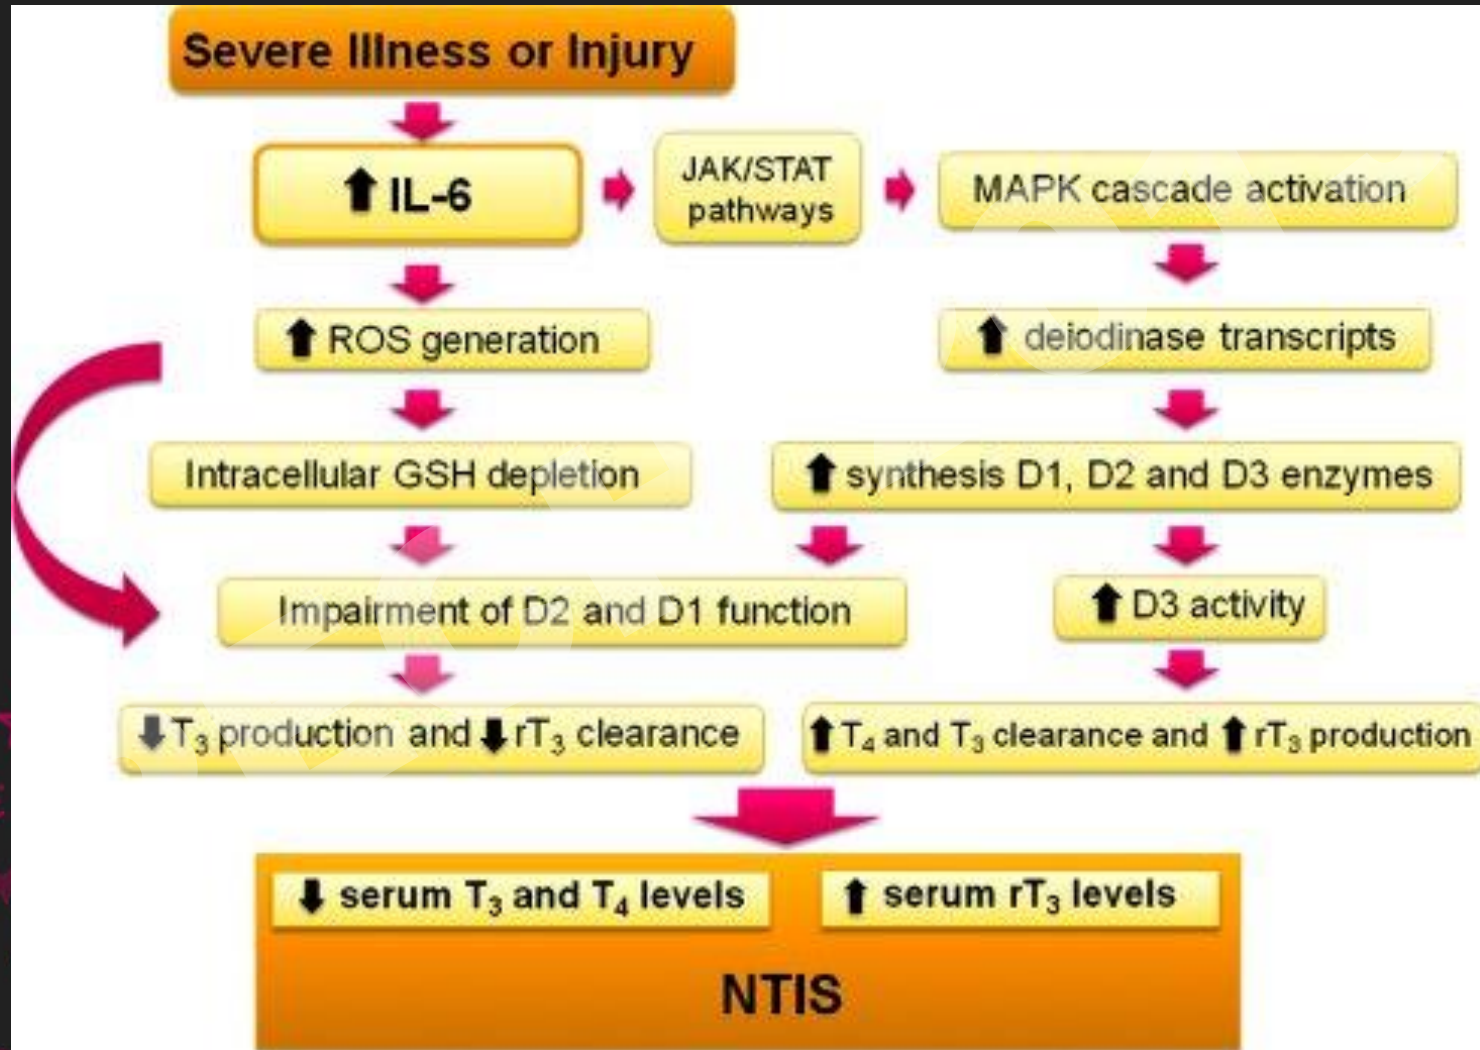 Severe Illness or Injury
⬆ IL-6
JAK/STAT
pathways
MAPK cascade activation
⬆ ROS generation
⬆ deiodinase transcripts
Intracellular GSH depletion
⬆ synthesis D1, D2 and D3 enzymes
Impairment of D2 and D1 function
⬆ D3 activity
⬇ T₃ production and ⬇ rT₃ clearance
⬆ T₄ and T₃ clearance and ⬆ rT₃ production
⬇ serum T₃ and T₄ levels
⬆ serum rT₃ levels
NTIS